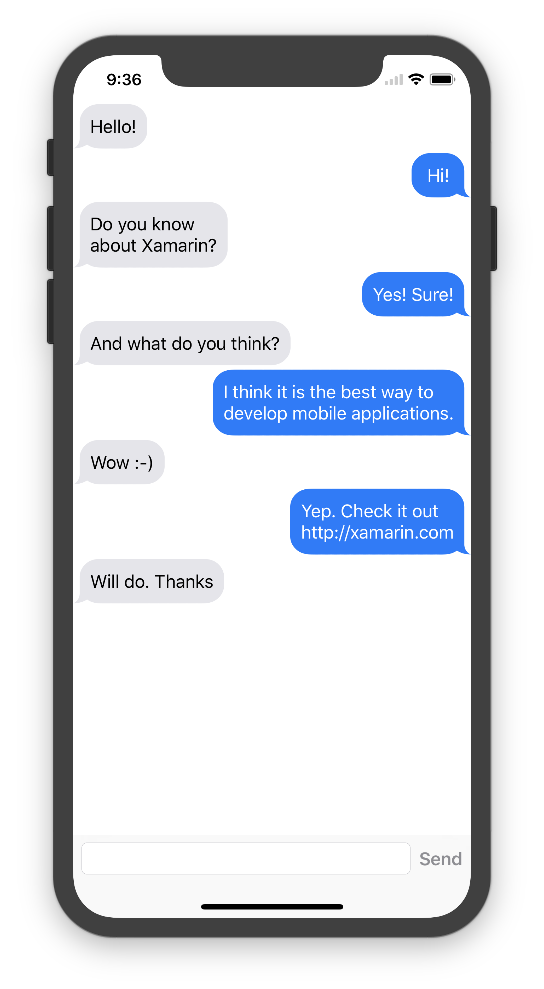 9:36
Hello!
Hi!
Do you know
about Xamarin?
Yes! Sure!
And what do you think?
I think it is the best way to
develop mobile applications.
Wow :-)
Yep. Check it out
http://xamarin.com
Will do. Thanks
Send